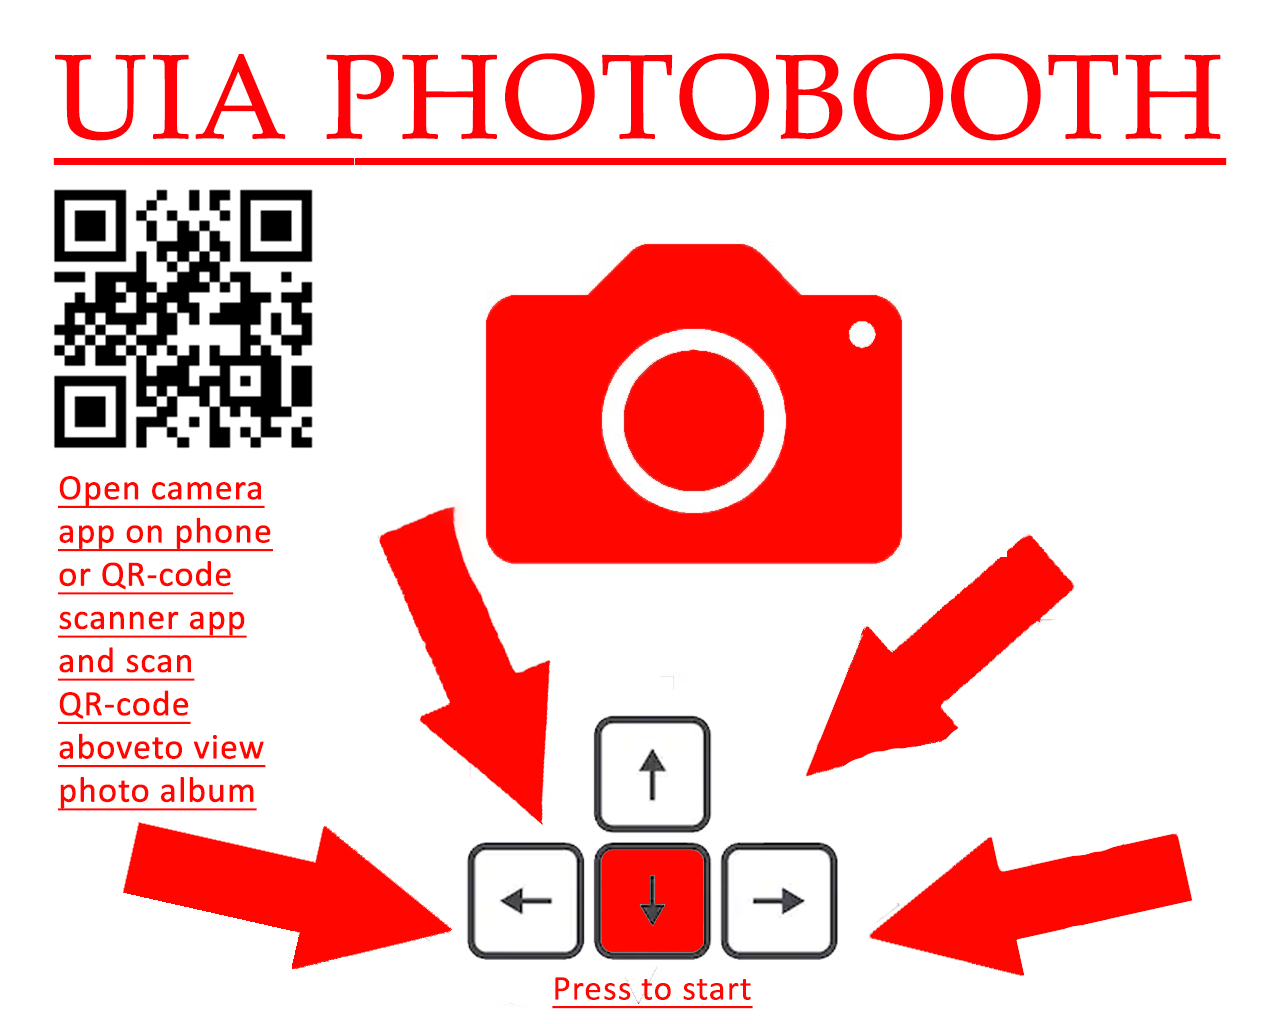 UIA PHOTOBOOTH
Open camera
app on phone
or QR-code
scanner app
and scan
QR-code
aboveto view
photo album
Press to start